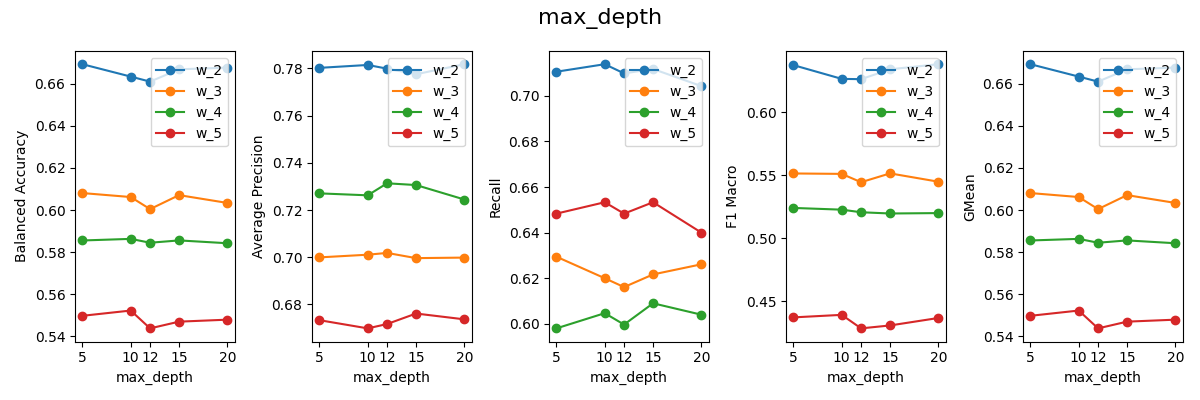 max_depth
Balanced Accuracy
0.66
0.64
0.62
0.60
0.58
0.56
0.54
5 10 12 15 20
max_depth
w_2
w_3
w_4
w_5
Average Precision
0.78
0.76
0.74
0.72
0.70
0.68
5 10 12 15 20
max_depth
w_2
w_3
w_4
w_5
Recall
0.70
0.68
0.66
0.64
0.62
0.60
5 10 12 15 20
max_depth
w_2
w_3
w_4
w_5
F1 Macro
0.60
0.55
0.50
0.45
5 10 12 15 20
max_depth
w_2
w_3
w_4
w_5
GMean
0.66
0.64
0.62
0.60
0.58
0.56
0.54
5 10 12 15 20
max_depth
w_2
w_3
w_4
w_5